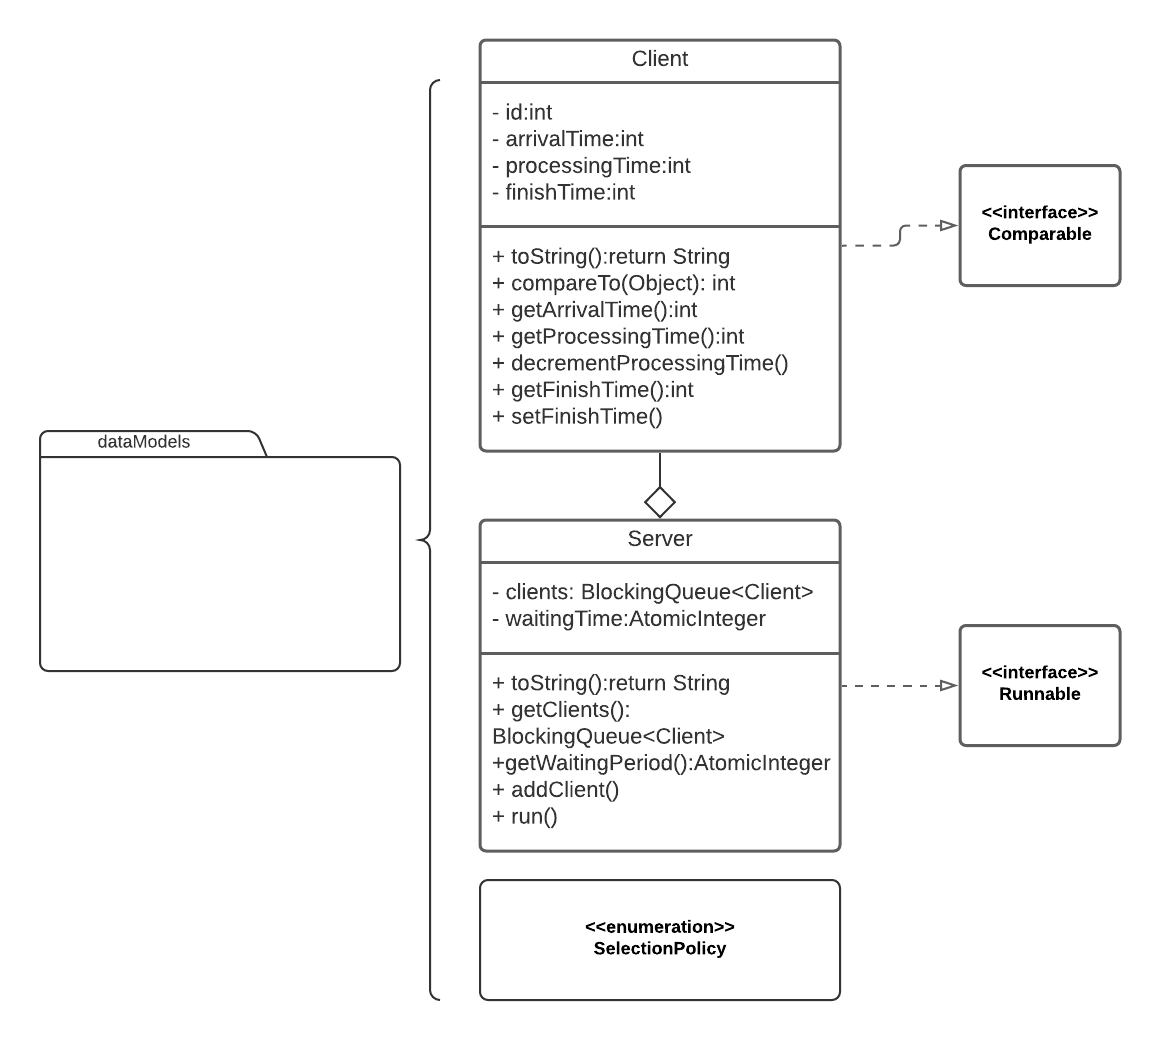 Client
- id:int
- arrivalTime:int
- processingTime:int
- finishTime:int
+ toString():return String
+ compareTo(Object): int
+ getArrivalTime():int
+ getProcessingTime():int
+ decrementProcessingTime()
+ getFinishTime():int
+ setFinishTime()
<<interface>>
Comparable
dataModels
Server
- clients: BlockingQueue<Client>
- waitingTime:AtomicInteger
+ toString():return String
+ getClients():
BlockingQueue<Client>
+getWaitingPeriod():AtomicInteger
+ addClient()
+ run()
<<interface>>
Runnable
<<enumeration>>
SelectionPolicy